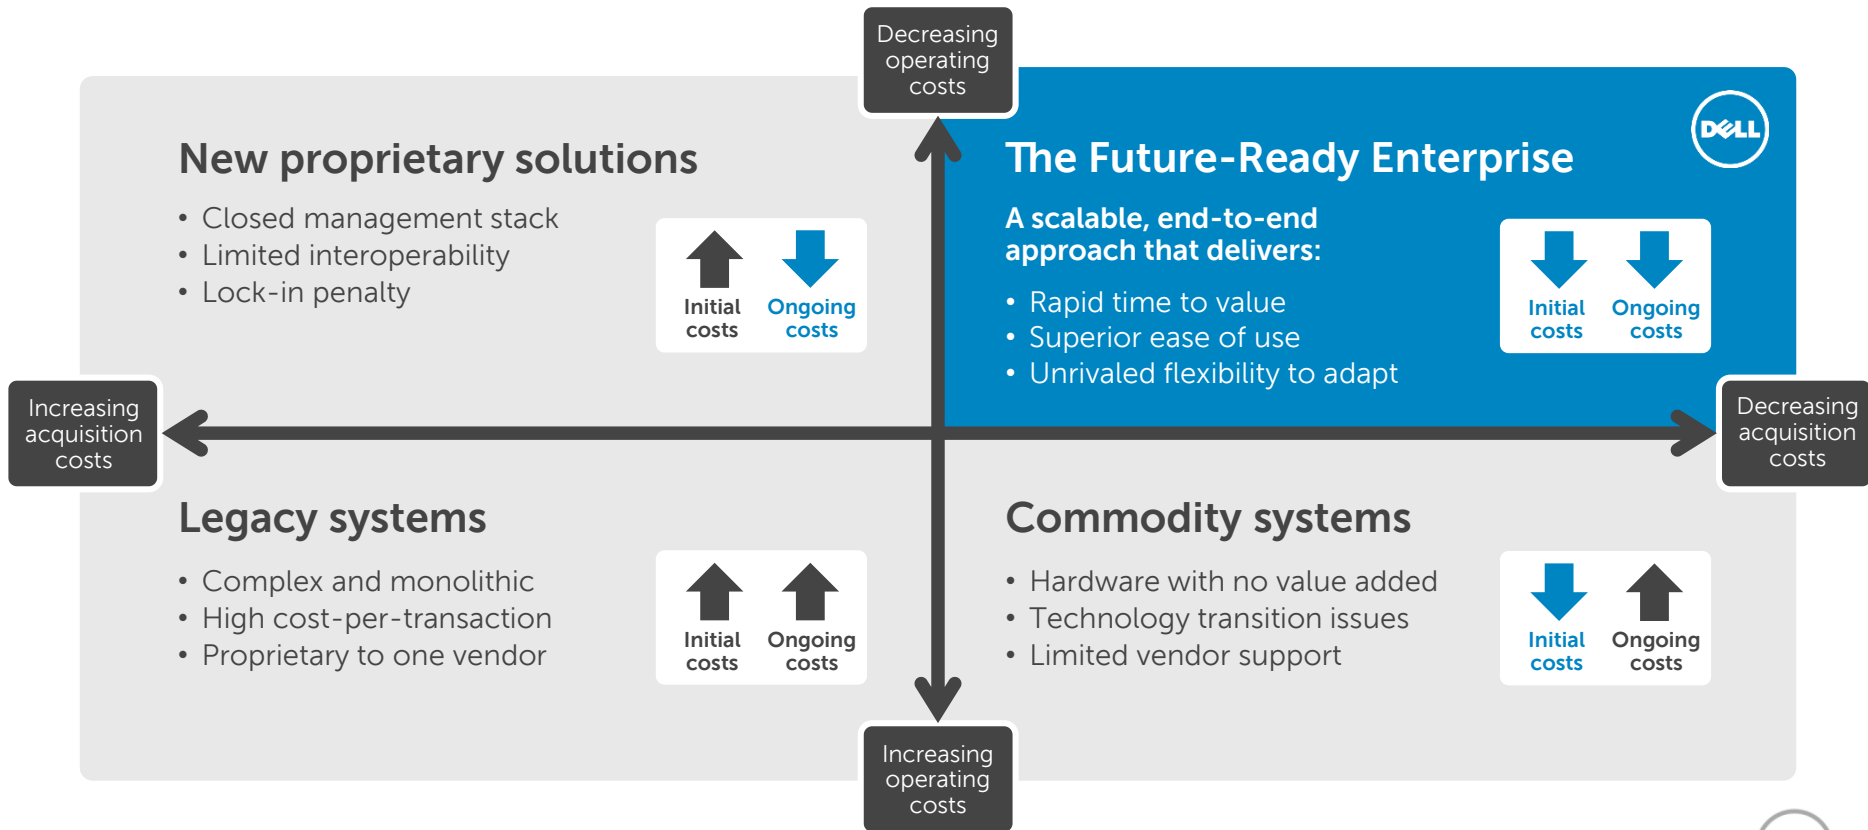 Decreasing
operating
costs
DELL
New proprietary solutions
• Closed management stack
• Limited interoperability
• Lock-in penalty
Initial
costs
Ongoing
costs
The Future-Ready Enterprise
A scalable, end-to-end
approach that delivers:
• Rapid time to value
• Superior ease of use
• Unrivaled flexibility to adapt
Initial
costs
Ongoing
costs
Increasing
acquisition
costs
Decreasing
acquisition
costs
Legacy systems
• Complex and monolithic
• High cost-per-transaction
• Proprietary to one vendor
Initial
costs
Ongoing
costs
Commodity systems
• Hardware with no value added
• Technology transition issues
• Limited vendor support
Initial
costs
Ongoing
costs
Increasing
operating
costs